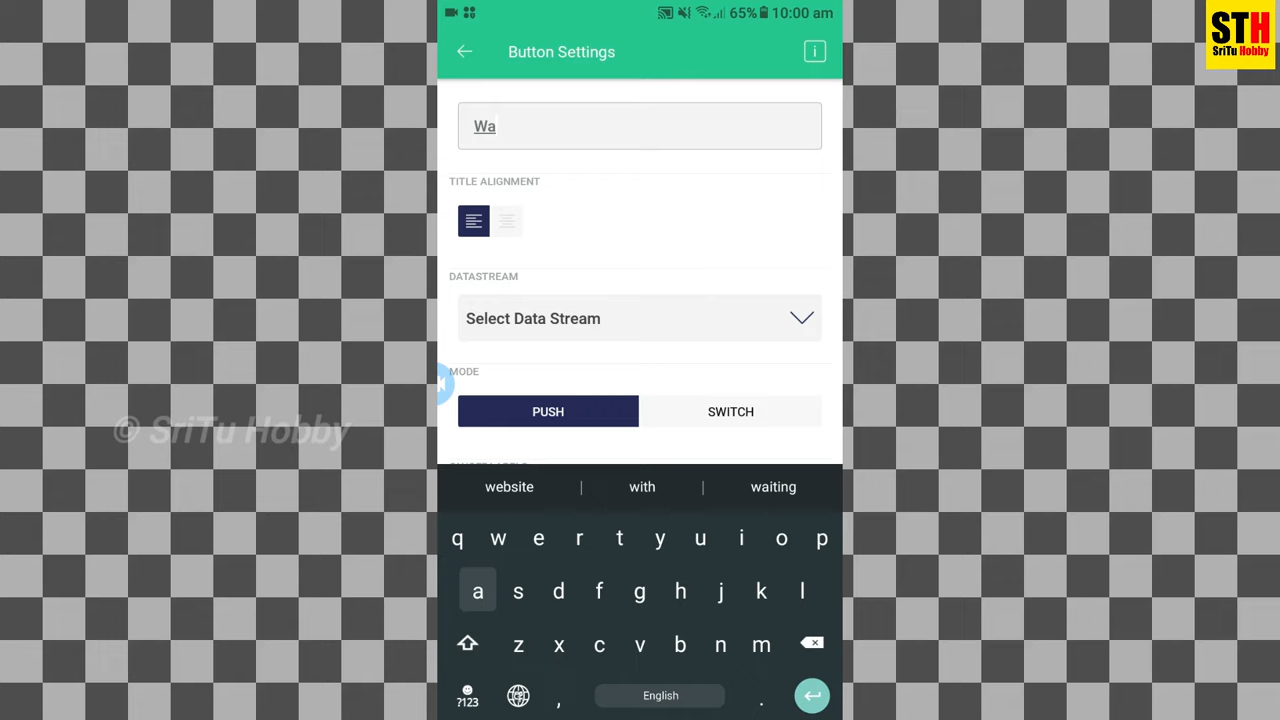 65% 10:00 am
STH
SriTu Hobby
Button Settings
i
Wa
TITLE ALIGNMENT
DATASTREAM
Select Data Stream
MODE
PUSH SWITCH
© SriTu Hobby
website | with | waiting
q w e r t y u i o p
a s d f g h j k l
z x c v b n m
?123 , English .